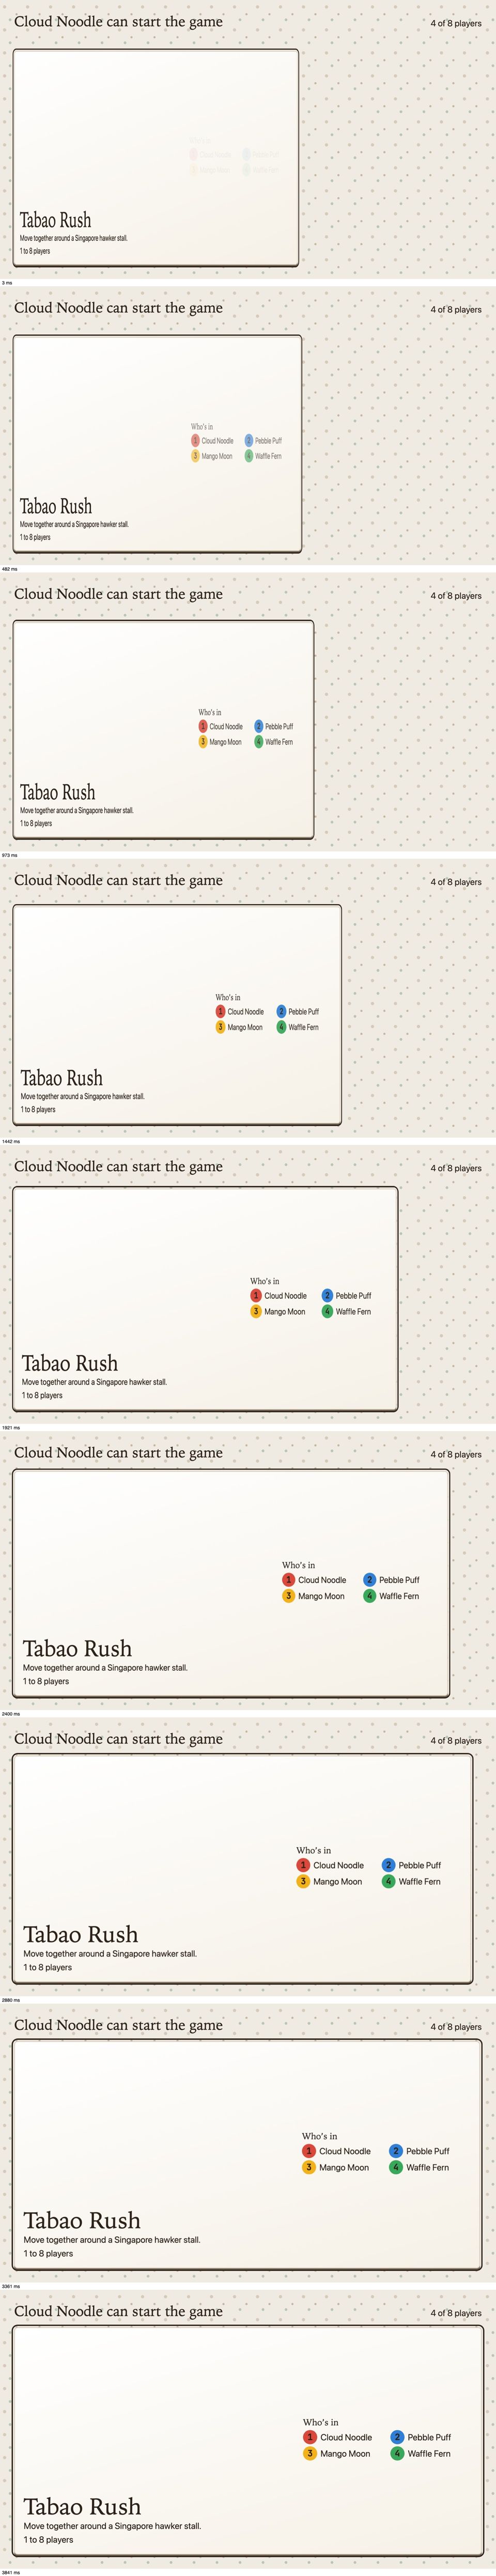 Cloud Noodle can start the game
4 of 8 players
Who's in
1 Cloud Noodle 2 Pebble Puff
3 Mango Moon 4 Waffle Fern
Tabao Rush
Move together around a Singapore hawker stall.
1 to 8 players
3 ms
Cloud Noodle can start the game
4 of 8 players
Who's in
1 Cloud Noodle 2 Pebble Puff
3 Mango Moon 4 Waffle Fern
Tabao Rush
Move together around a Singapore hawker stall.
1 to 8 players
482 ms
Cloud Noodle can start the game
4 of 8 players
Who's in
1 Cloud Noodle 2 Pebble Puff
3 Mango Moon 4 Waffle Fern
Tabao Rush
Move together around a Singapore hawker stall.
1 to 8 players
973 ms
Cloud Noodle can start the game
4 of 8 players
Who's in
1 Cloud Noodle 2 Pebble Puff
3 Mango Moon 4 Waffle Fern
Tabao Rush
Move together around a Singapore hawker stall.
1 to 8 players
1442 ms
Cloud Noodle can start the game
4 of 8 players
Who's in
1 Cloud Noodle 2 Pebble Puff
3 Mango Moon 4 Waffle Fern
Tabao Rush
Move together around a Singapore hawker stall.
1 to 8 players
1921 ms
Cloud Noodle can start the game
4 of 8 players
Who's in
1 Cloud Noodle 2 Pebble Puff
3 Mango Moon 4 Waffle Fern
Tabao Rush
Move together around a Singapore hawker stall.
1 to 8 players
2400 ms
Cloud Noodle can start the game
4 of 8 players
Who's in
1 Cloud Noodle 2 Pebble Puff
3 Mango Moon 4 Waffle Fern
Tabao Rush
Move together around a Singapore hawker stall.
1 to 8 players
2880 ms
Cloud Noodle can start the game
4 of 8 players
Who's in
1 Cloud Noodle 2 Pebble Puff
3 Mango Moon 4 Waffle Fern
Tabao Rush
Move together around a Singapore hawker stall.
1 to 8 players
3361 ms
Cloud Noodle can start the game
4 of 8 players
Who's in
1 Cloud Noodle 2 Pebble Puff
3 Mango Moon 4 Waffle Fern
Tabao Rush
Move together around a Singapore hawker stall.
1 to 8 players
3841 ms